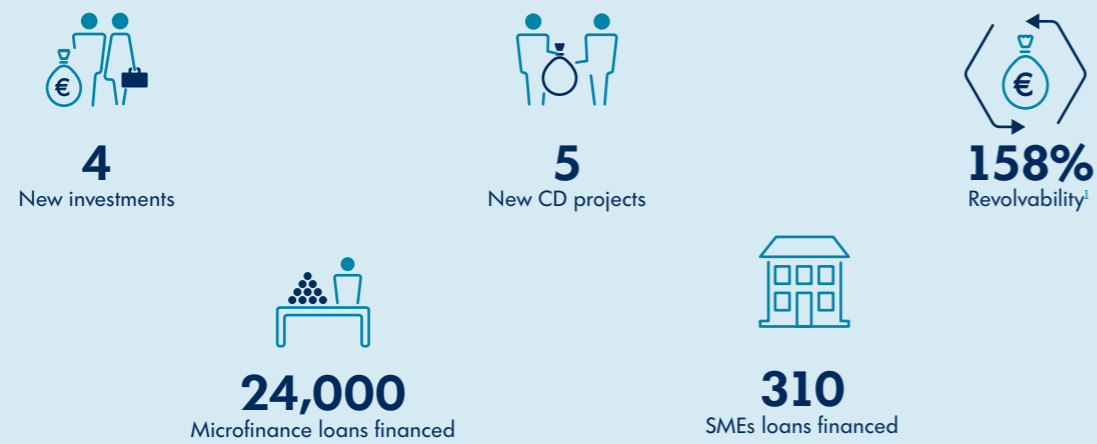 €
€
4
New investments
5
New CD projects
158%
Revolvability¹
24,000
Microfinance loans financed
310
SMEs loans financed